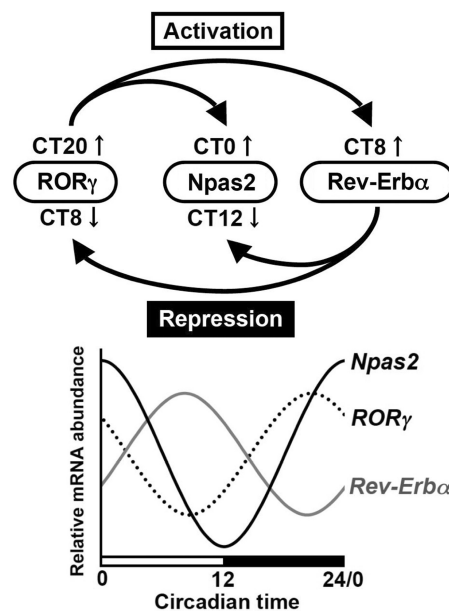 Activation
CT20 ↑ CT0 ↑ CT8 ↑
RORγ Npas2 Rev-Erbα
CT8 ↓ CT12 ↓
Repression
Relative mRNA abundance
Npas2
RORγ
Rev-Erbα
0 12 24/0
Circadian time